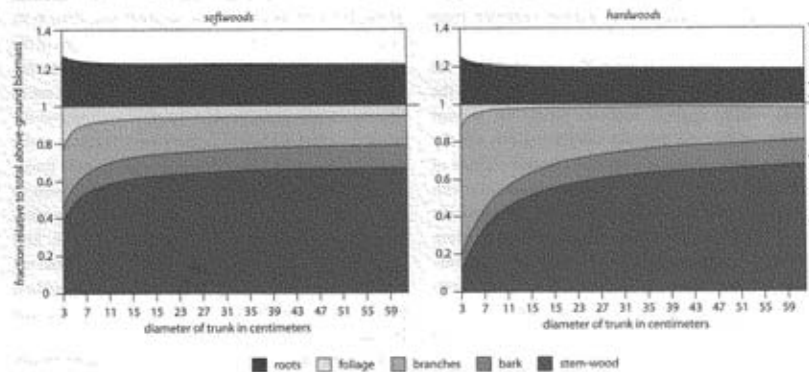 softwoods
fraction relative to total above-ground biomass
1.4
1.2
1
0.8
0.6
0.4
0.2
0
3 7 11 15 19 23 27 31 35 39 43 47 51 55 59
diameter of trunk in centimeters
hardwoods
1.4
1.2
1
0.8
0.6
0.4
0.2
0
3 7 11 15 19 23 27 31 35 39 43 47 51 55 59
diameter of trunk in centimeters
roots foliage branches bark stem-wood